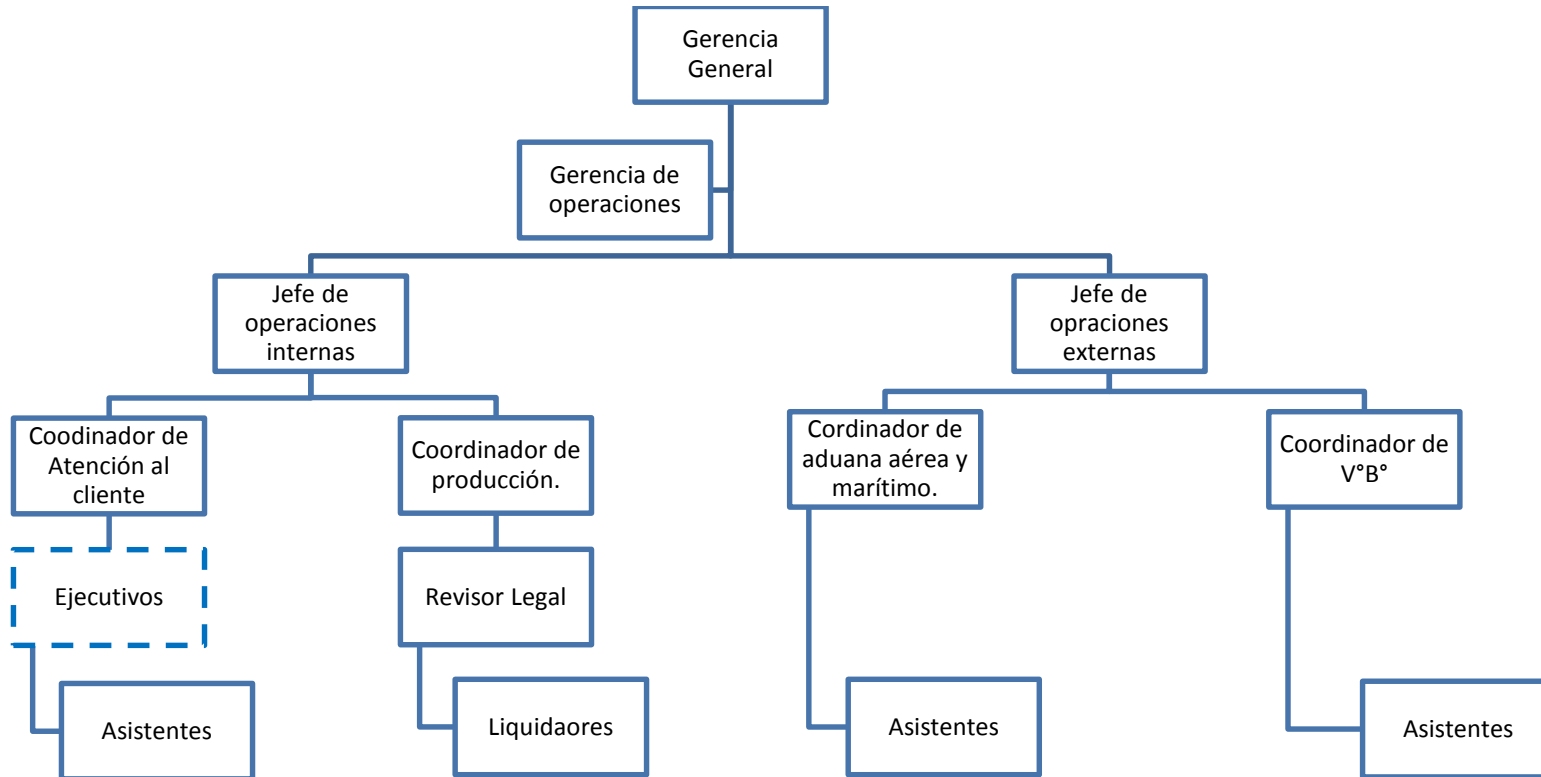 Gerencia
General
Gerencia de
operaciones
Jefe de
operaciones
internas
Jefe de
opraciones
externas
Coodinador de
Atención al
cliente
Coordinador de
producción.
Cordinador de
aduana aérea y
marítimo.
Coordinador de
V°B°
Ejecutivos
Revisor Legal
Asistentes
Liquidaores
Asistentes
Asistentes